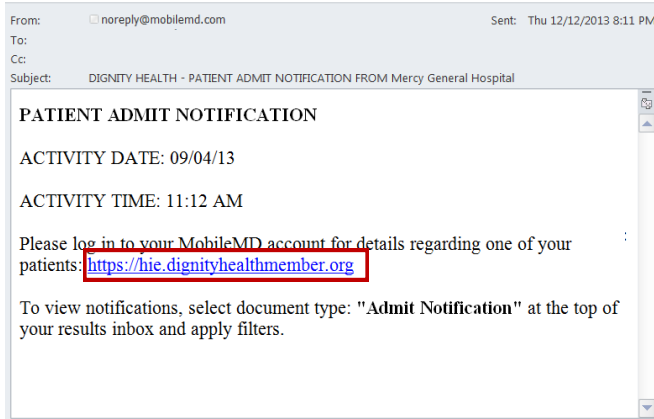 From: noreply@mobilemd.com Sent: Thu 12/12/2013 8:11 PM
To:
Cc:
Subject: DIGNITY HEALTH - PATIENT ADMIT NOTIFICATION FROM Mercy General Hospital
PATIENT ADMIT NOTIFICATION
ACTIVITY DATE: 09/04/13
ACTIVITY TIME: 11:12 AM
Please log in to your MobileMD account for details regarding one of your
patients: https://hie.dignityhealthmember.org
To view notifications, select document type: "Admit Notification" at the top of
your results inbox and apply filters.